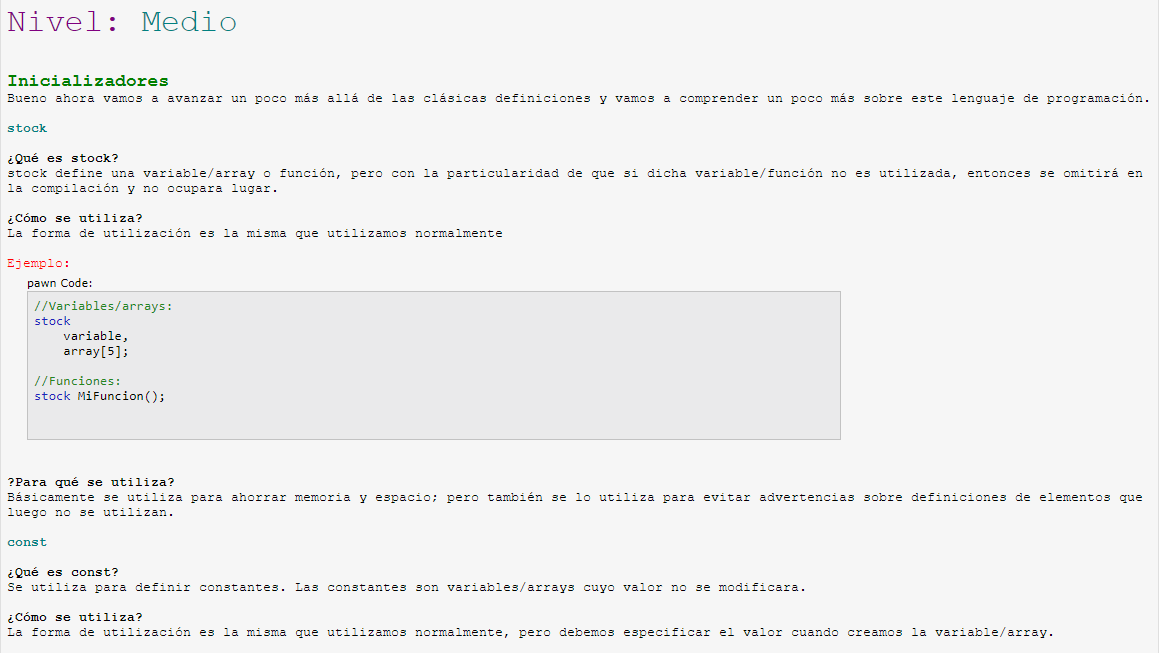 Nivel: Medio
Inicializadores
Bueno ahora vamos a avanzar un poco más allá de las clásicas definiciones y vamos a comprender un poco más sobre este lenguaje de programación.
stock
¿Qué es stock?
stock define una variable/array o función, pero con la particularidad de que si dicha variable/función no es utilizada, entonces se omitirá en
la compilación y no ocupara lugar.
¿Cómo se utiliza?
La forma de utilización es la misma que utilizamos normalmente
Ejemplo:
pawn Code:
//Variables/arrays:
stock
    variable,
    array[5];
//Funciones:
stock MiFuncion();
?Para qué se utiliza?
Básicamente se utiliza para ahorrar memoria y espacio; pero también se lo utiliza para evitar advertencias sobre definiciones de elementos que
luego no se utilizan.
const
¿Qué es const?
Se utiliza para definir constantes. Las constantes son variables/arrays cuyo valor no se modificara.
¿Cómo se utiliza?
La forma de utilización es la misma que utilizamos normalmente, pero debemos especificar el valor cuando creamos la variable/array.